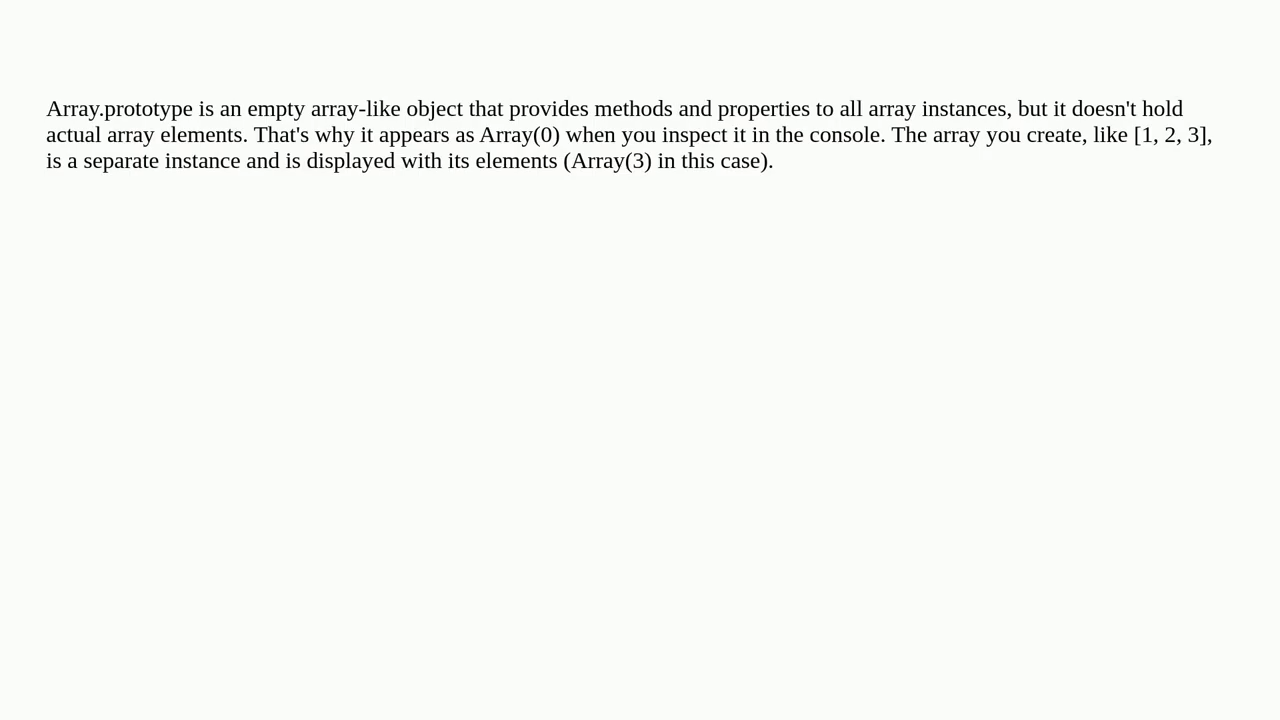 Array.prototype is an empty array-like object that provides methods and properties to all array instances, but it doesn't hold
actual array elements. That's why it appears as Array(0) when you inspect it in the console. The array you create, like [1, 2, 3],
is a separate instance and is displayed with its elements (Array(3) in this case).